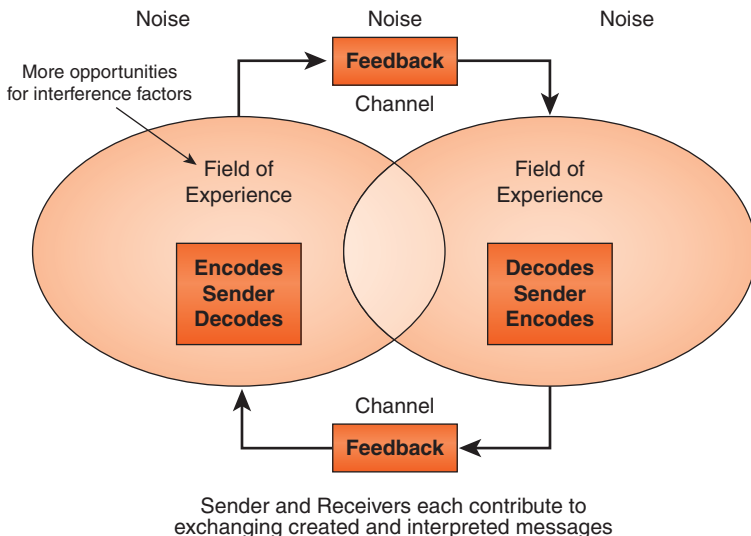 Noise
Noise
Noise
More opportunities
for interference factors
Feedback
Channel
Field of
Experience
Field of
Experience
Encodes
Sender
Decodes
Decodes
Sender
Encodes
Channel
Feedback
Sender and Receivers each contribute to
exchanging created and interpreted messages